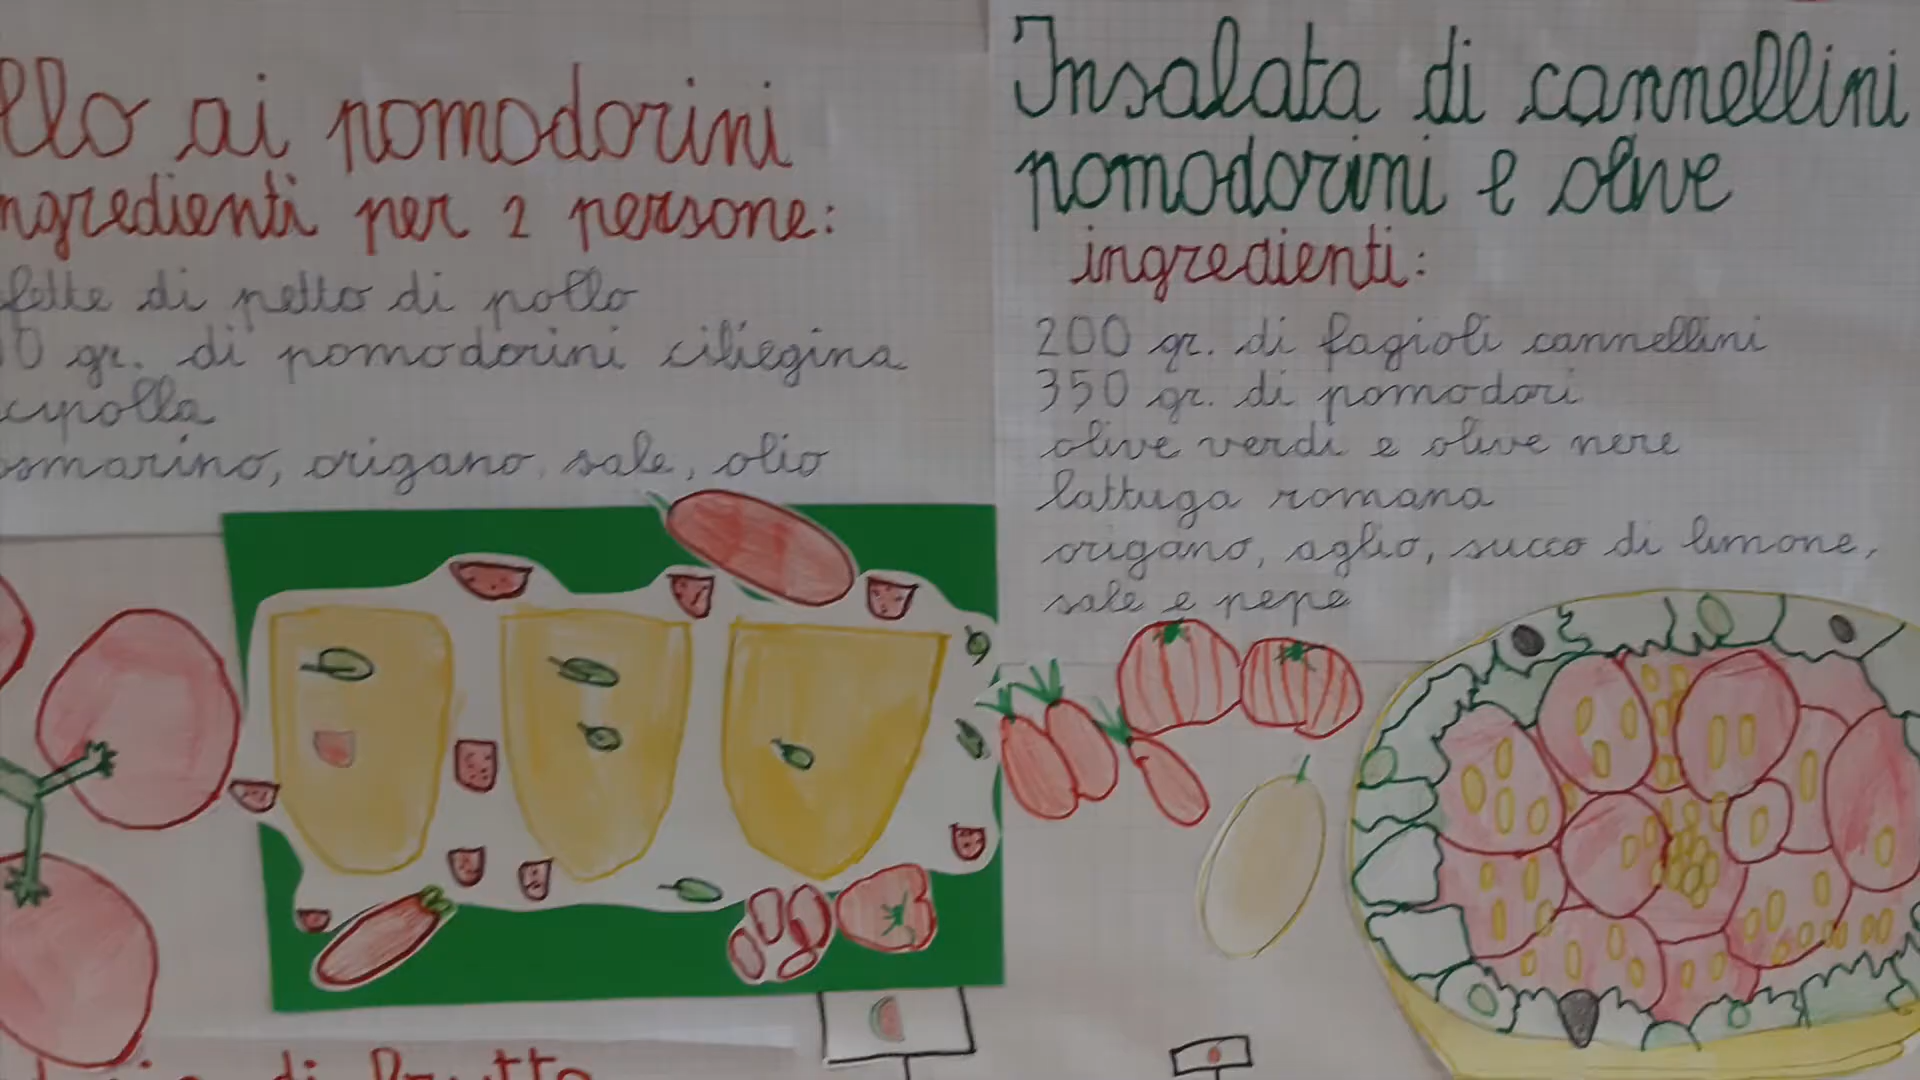 llo ai pomodorini
ngredienti per 2 persone:
fette di petto di pollo
0 gr. di pomodorini ciliegina
cipolla
osmarino, origano, sale, olio
Insalata di cannellini
pomodorini e olive
ingredienti:
200 gr. di fagioli cannellini
350 gr. di pomodori
olive verdi e olive nere
lattuga romana
origano, aglio, succo di limone,
sale e pepe
di frutta